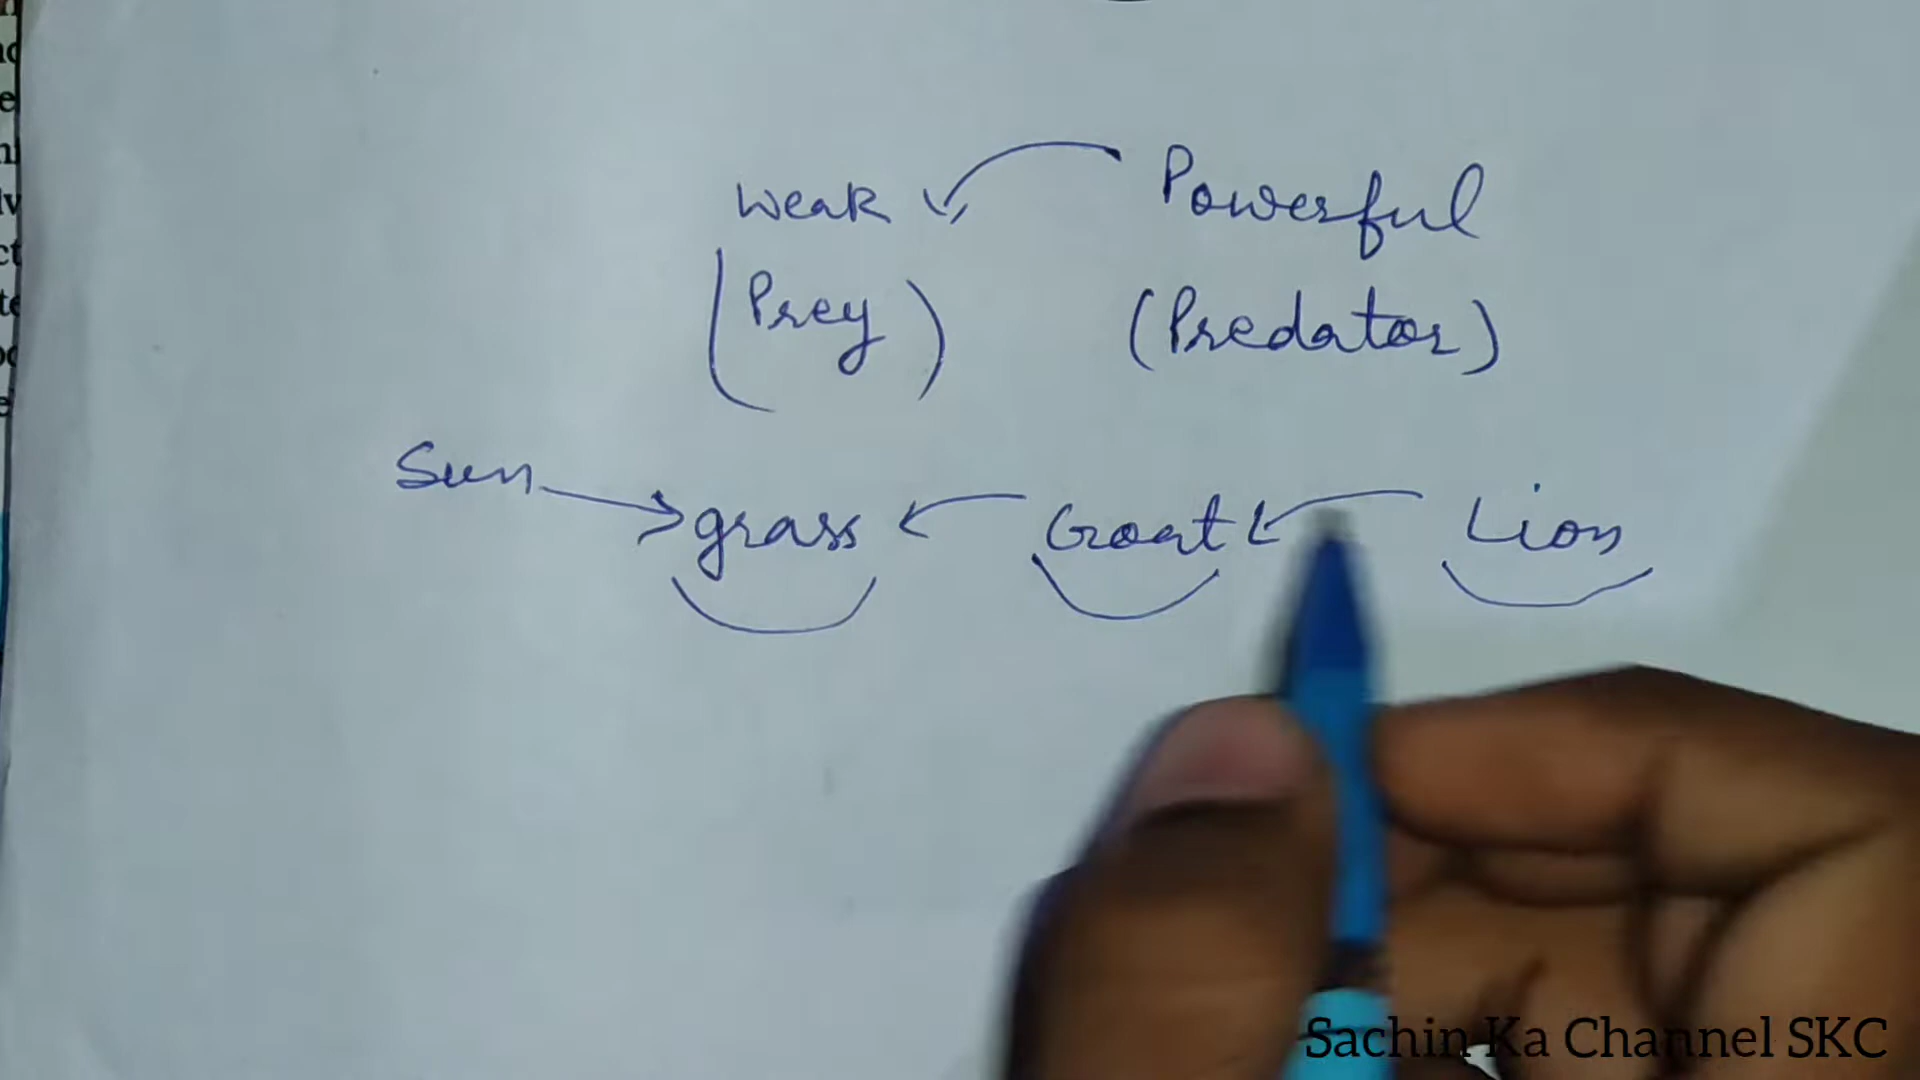 Weak Powerful
(Prey) (Predator)
Sun
grass Goat Lion
Sachin Ka Channel SKC